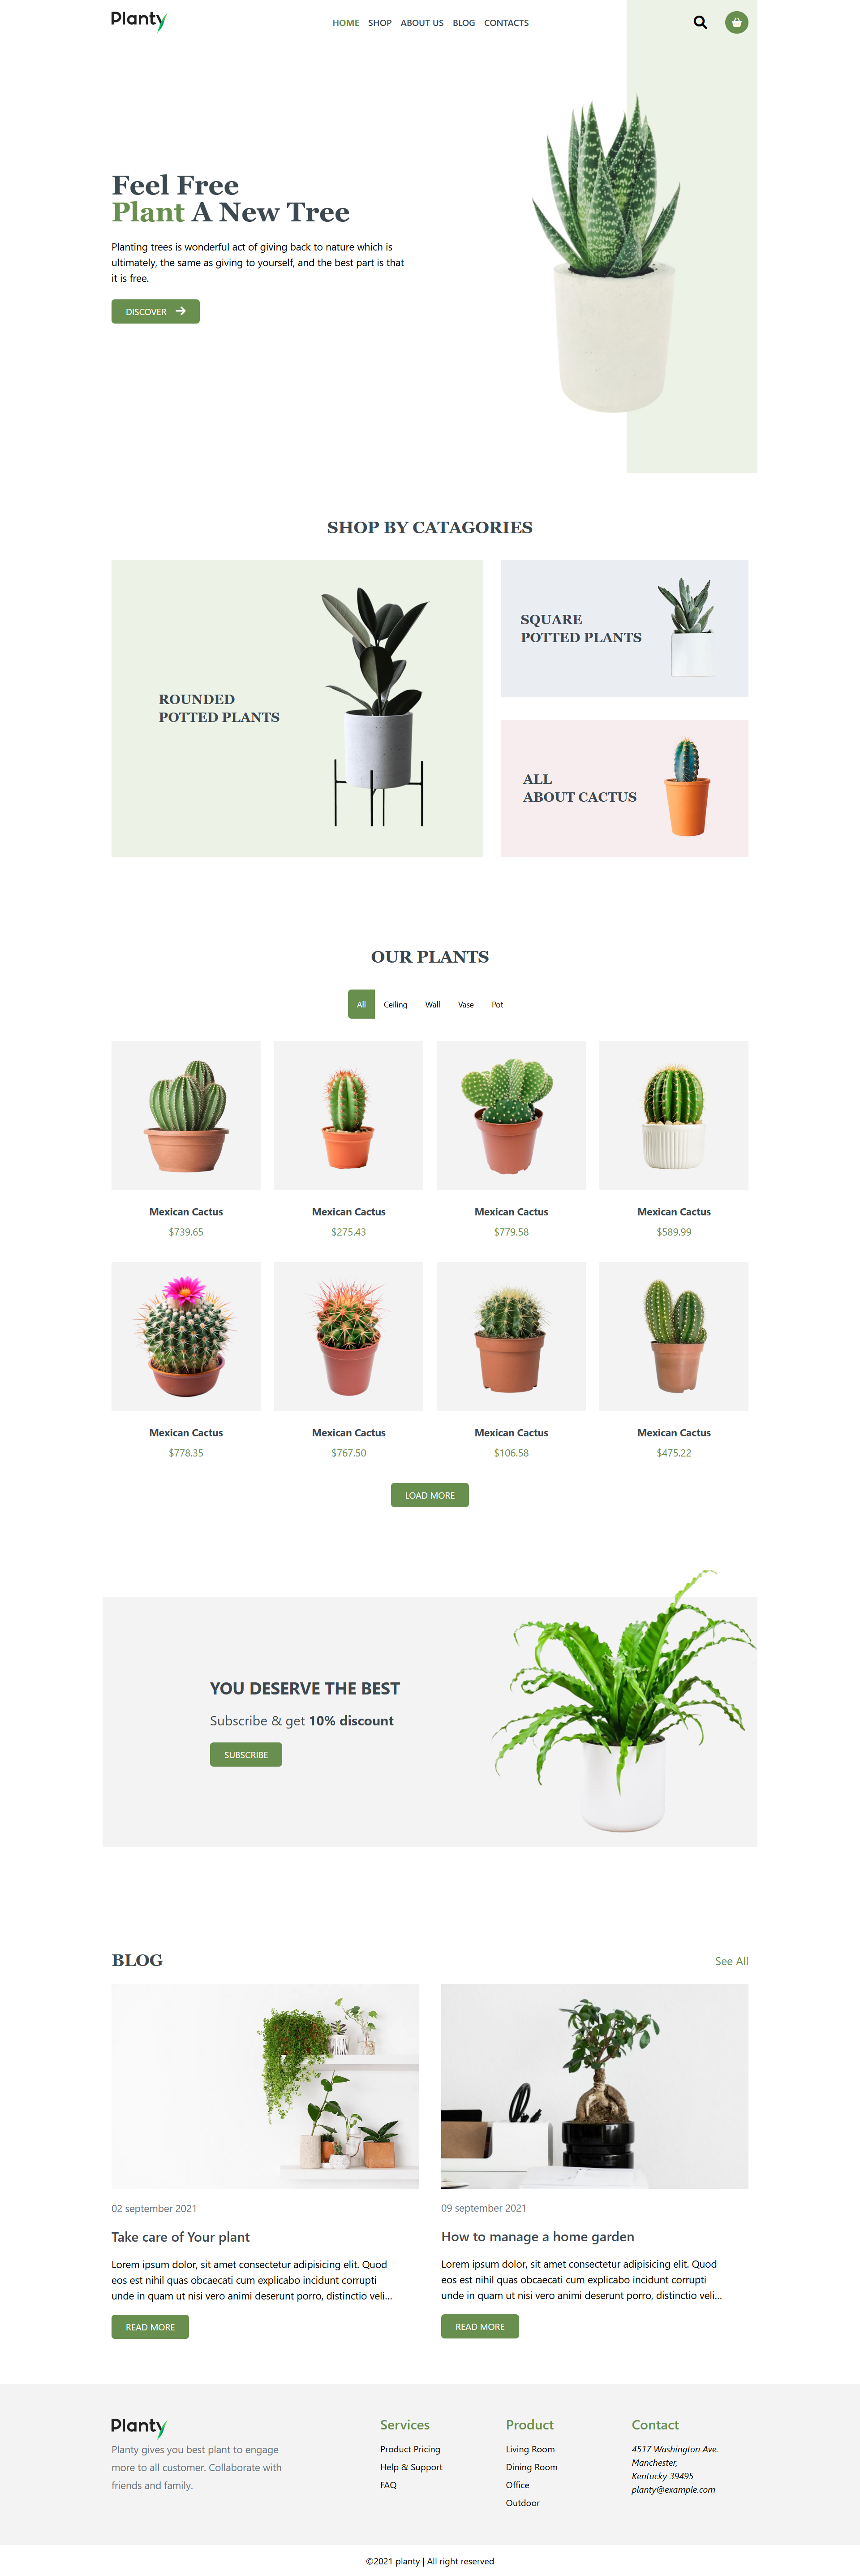 Planty
HOME SHOP ABOUT US BLOG CONTACTS
Feel Free
Plant A New Tree
Planting trees is wonderful act of giving back to nature which is
ultimately, the same as giving to yourself, and the best part is that
it is free.
DISCOVER
SHOP BY CATAGORIES
ROUNDED
POTTED PLANTS
SQUARE
POTTED PLANTS
ALL
ABOUT CACTUS
OUR PLANTS
All Ceiling Wall Vase Pot
Mexican Cactus Mexican Cactus Mexican Cactus Mexican Cactus
$739.65 $275.43 $779.58 $589.99
Mexican Cactus Mexican Cactus Mexican Cactus Mexican Cactus
$778.35 $767.50 $106.58 $475.22
LOAD MORE
YOU DESERVE THE BEST
Subscribe & get 10% discount
SUBSCRIBE
BLOG
See All
02 september 2021
Take care of Your plant
Lorem ipsum dolor, sit amet consectetur adipisicing elit. Quod
eos est nihil quas obcaecati cum explicabo incidunt corrupti
unde in quam ut nisi vero animi deserunt porro, distinctio veli...
READ MORE
09 september 2021
How to manage a home garden
Lorem ipsum dolor, sit amet consectetur adipisicing elit. Quod
eos est nihil quas obcaecati cum explicabo incidunt corrupti
unde in quam ut nisi vero animi deserunt porro, distinctio veli...
READ MORE
Planty
Planty gives you best plant to engage
more to all customer. Collaborate with
friends and family.
Services
Product Pricing
Help & Support
FAQ
Product
Living Room
Dining Room
Office
Outdoor
Contact
4517 Washington Ave.
Manchester,
Kentucky 39495
planty@example.com
©2021 planty | All right reserved